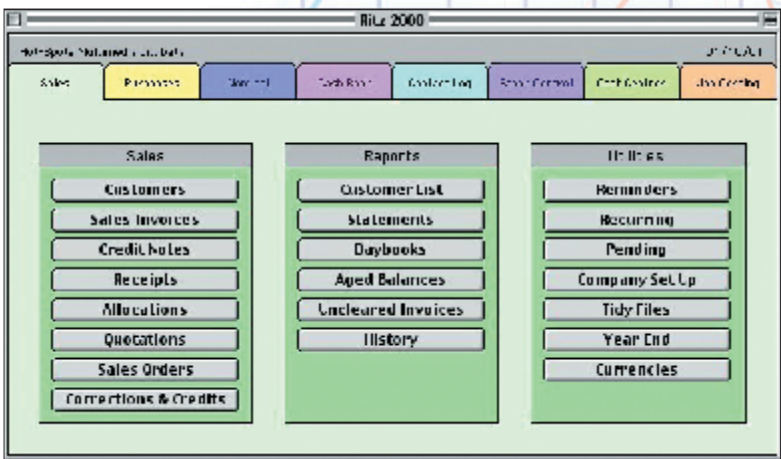 Ritz 2000
Sales Purchases Nominal Cash Book Contact Log Stock Control Cost Centres Job Costing
Sales Reports Utilities
Customers Customer List Reminders
Sales Invoices Statements Recurring
Credit Notes Daybooks Pending
Receipts Aged Balances Company Set Up
Allocations Uncleared Invoices Tidy Files
Quotations History Year End
Sales Orders Currencies
Corrections & Credits